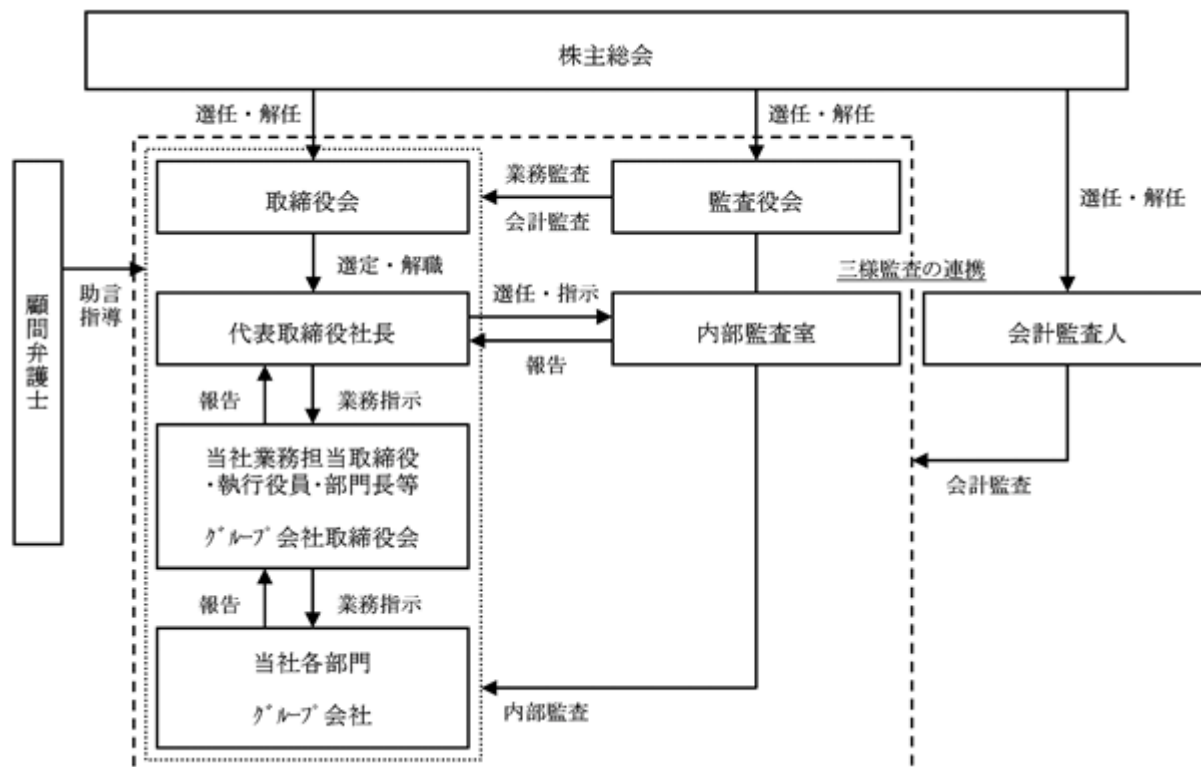 株主総会
選任・解任
選任・解任
選任・解任
取締役会
業務監査
会計監査
監査役会
選定・解職
三様監査の連携
顧問弁護士
助言
指導
代表取締役社長
選任・指示
報告
内部監査室
会計監査人
報告
業務指示
当社業務担当取締役
・執行役員・部門長等
グループ会社取締役会
会計監査
報告
業務指示
当社各部門
グループ会社
内部監査